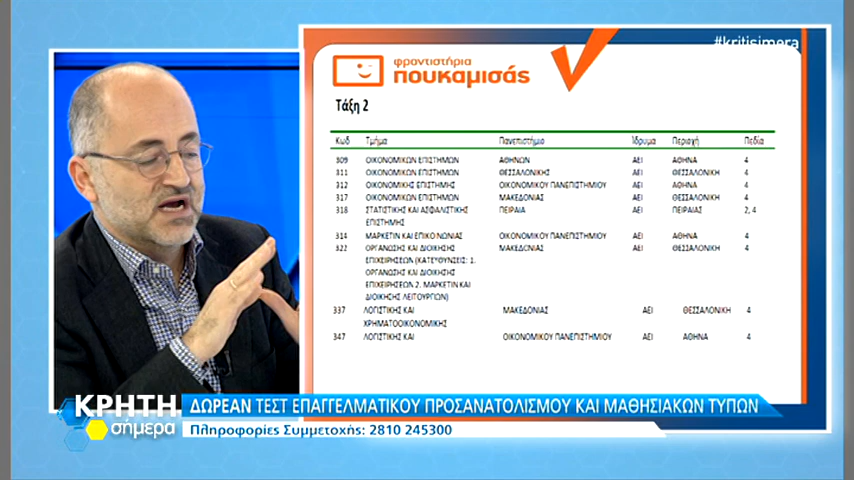 #kritisimera
φροντιστήρια
πουκαμισάς
Τάξη 2
Κωδ Τμήμα Πανεπιστήμιο Ίδρυμα Περιοχή Πεδία
309 ΟΙΚΟΝΟΜΙΚΩΝ ΕΠΙΣΤΗΜΩΝ ΑΘΗΝΩΝ ΑΕΙ ΑΘΗΝΑ 4
311 ΟΙΚΟΝΟΜΙΚΩΝ ΕΠΙΣΤΗΜΩΝ ΘΕΣΣΑΛΟΝΙΚΗΣ ΑΕΙ ΘΕΣΣΑΛΟΝΙΚΗ 4
312 ΟΙΚΟΝΟΜΙΚΗΣ ΕΠΙΣΤΗΜΗΣ ΟΙΚΟΝΟΜΙΚΟ ΠΑΝΕΠΙΣΤΗΜΙΟΥ ΑΕΙ ΑΘΗΝΑ 4
317 ΟΙΚΟΝΟΜΙΚΩΝ ΕΠΙΣΤΗΜΩΝ ΜΑΚΕΔΟΝΙΑΣ ΑΕΙ ΘΕΣΣΑΛΟΝΙΚΗ 4
318 ΣΤΑΤΙΣΤΙΚΗΣ ΚΑΙ ΑΣΦΑΛΙΣΤΙΚΗΣ ΠΕΙΡΑΙΑ ΑΕΙ ΠΕΙΡΑΙΑΣ 2, 4
ΕΠΙΣΤΗΜΗΣ
314 ΜΑΡΚΕΤΙΝ ΚΑΙ ΕΠΙΚΟΙΝΩΝΙΑΣ ΟΙΚΟΝΟΜΙΚΟΥ ΠΑΝΕΠΙΣΤΗΜΙΟΥ ΑΕΙ ΑΘΗΝΑ 4
322 ΟΡΓΑΝΩΣΗΣ ΚΑΙ ΔΙΟΙΚΗΣΗΣ ΜΑΚΕΔΟΝΙΑΣ ΑΕΙ ΘΕΣΣΑΛΟΝΙΚΗ 4
ΕΠΙΧΕΙΡΗΣΕΩΝ (ΚΑΤΕΥΘΥΝΣΕΙΣ: 1.
ΟΡΓΑΝΩΣΗΣ ΚΑΙ ΔΙΟΙΚΗΣΗΣ
ΕΠΙΧΕΙΡΗΣΕΩΝ 2. ΜΑΡΚΕΤΙΝ ΚΑΙ
ΔΙΟΙΚΗΣΗΣ ΛΕΙΤΟΥΡΓΙΩΝ)
337 ΛΟΓΙΣΤΙΚΗΣ ΚΑΙ ΜΑΚΕΔΟΝΙΑΣ ΑΕΙ ΘΕΣΣΑΛΟΝΙΚΗ 4
ΧΡΗΜΑΤΟΟΙΚΟΝΟΜΙΚΗΣ
347 ΛΟΓΙΣΤΙΚΗΣ ΚΑΙ ΟΙΚΟΝΟΜΙΚΟΥ ΠΑΝΕΠΙΣΤΗΜΙΟΥ ΑΕΙ ΑΘΗΝΑ 4
ΚΡΗΤΗ
σήμερα
ΔΩΡΕΑΝ ΤΕΣΤ ΕΠΑΓΓΕΛΜΑΤΙΚΟΥ ΠΡΟΣΑΝΑΤΟΛΙΣΜΟΥ ΚΑΙ ΜΑΘΗΣΙΑΚΩΝ ΤΥΠΩΝ
Πληροφορίες Συμμετοχής: 2810 245300